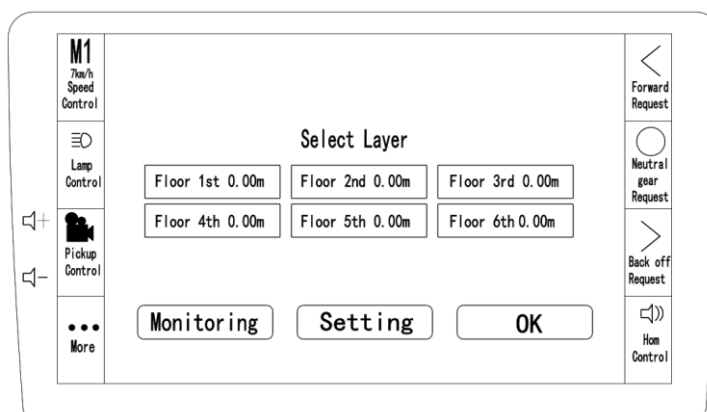 M1
7km/h
Speed
Control
Lamp
Control
Pickup
Control
More
Select Layer
Floor 1st 0.00m
Floor 2nd 0.00m
Floor 3rd 0.00m
Floor 4th 0.00m
Floor 5th 0.00m
Floor 6th 0.00m
Monitoring
Setting
OK
Forward
Request
Neutral
gear
Request
Back off
Request
Hom
Control